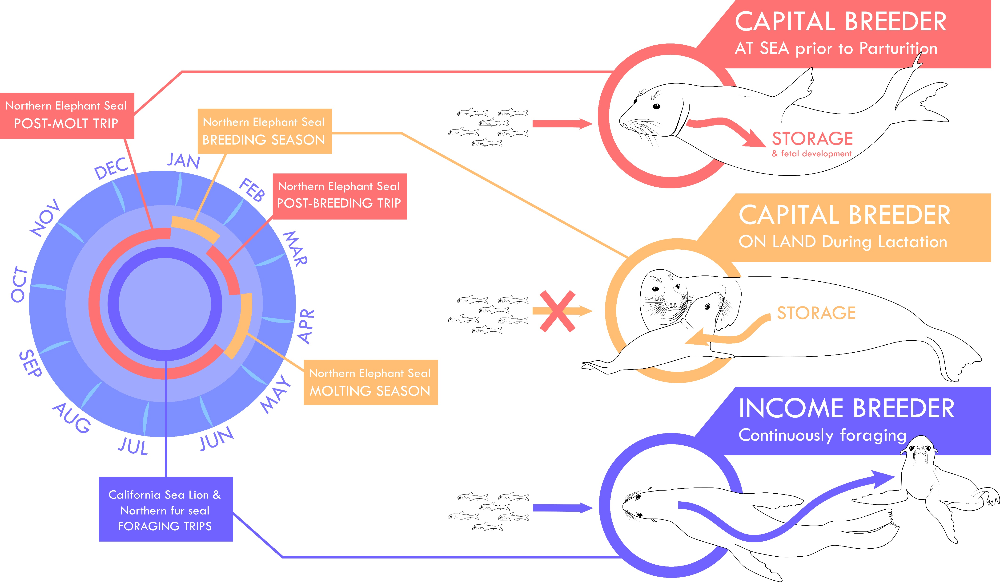 CAPITAL BREEDER
AT SEA prior to Parturition
Northern Elephant Seal
POST-MOLT TRIP
Northern Elephant Seal
BREEDING SEASON
STORAGE
& fetal development
Northern Elephant Seal
POST-BREEDING TRIP
JAN
FEB
MAR
APR
MAY
JUN
JUL
AUG
SEP
OCT
NOV
DEC
CAPITAL BREEDER
ON LAND During Lactation
STORAGE
Northern Elephant Seal
MOLTING SEASON
INCOME BREEDER
Continuously foraging
California Sea Lion &
Northern fur seal
FORAGING TRIPS